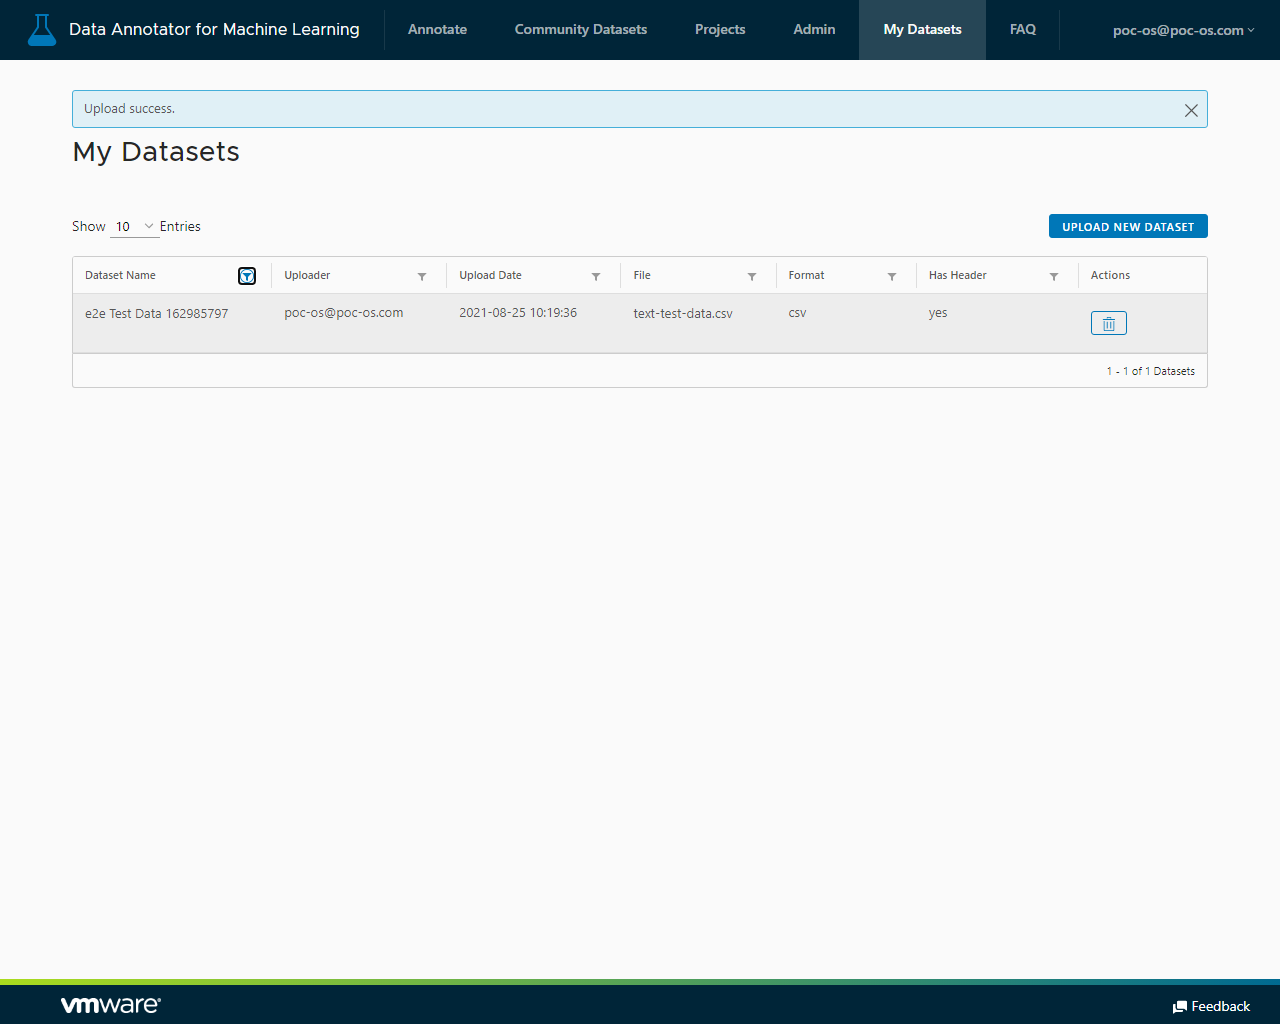 Data Annotator for Machine Learning Annotate Community Datasets Projects Admin My Datasets FAQ poc-os@poc-os.com
Upload success.
My Datasets
Show 10 Entries UPLOAD NEW DATASET
Dataset Name Uploader Upload Date File Format Has Header Actions
e2e Test Data 162985797 poc-os@poc-os.com 2021-08-25 10:19:36 text-test-data.csv csv yes
1 - 1 of 1 Datasets
vmware® Feedback